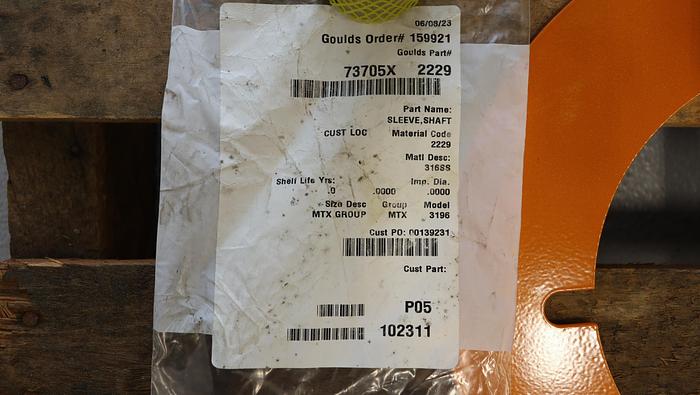 06/08/23
Goulds Order# 159921
Goulds Part#
73705X 2229
Part Name:
SLEEVE,SHAFT
CUST LOC Material Code
2229
Matl Desc:
316SS
Shelf Life Yrs: Imp. Dia.
.0 .0000 .0000
Size Desc Group Model
MTX GROUP MTX 3196
Cust PO: 00139231
Cust Part:
P05
102311